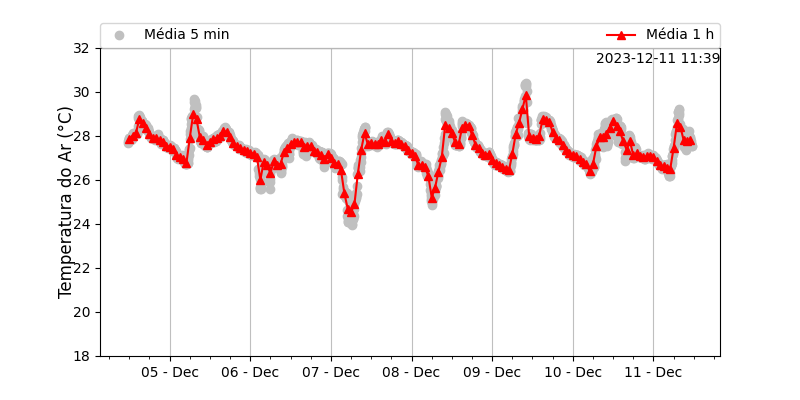 Média 5 min
Média 1 h
2023-12-11 11:39
Temperatura do Ar (°C)
32
30
28
26
24
22
20
18
05 - Dec
06 - Dec
07 - Dec
08 - Dec
09 - Dec
10 - Dec
11 - Dec